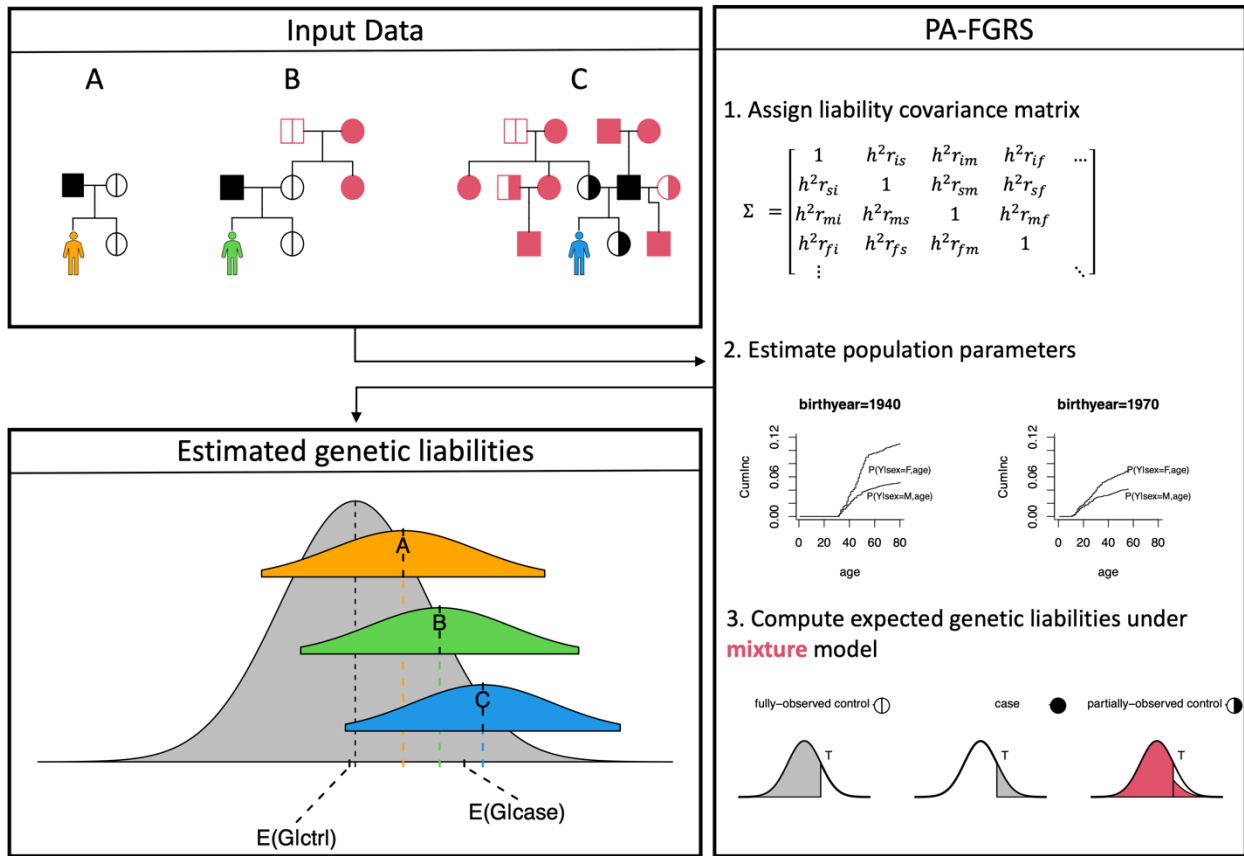 Input Data
A
B
C
PA-FGRS
1. Assign liability covariance matrix
Σ =
1 h²r_is h²r_im h²r_if ...
h²r_si 1 h²r_sm h²r_sf
h²r_mi h²r_ms 1 h²r_mf
h²r_fi h²r_fs h²r_fm 1
⋮ ⋱
2. Estimate population parameters
birthyear=1940
CumInc
0.12
0.06
0.00
P(Y|sex=F,age)
P(Y|sex=M,age)
0 20 40 60 80
age
birthyear=1970
CumInc
0.12
0.06
0.00
P(Y|sex=F,age)
P(Y|sex=M,age)
0 20 40 60 80
age
3. Compute expected genetic liabilities under
mixture model
fully−observed control
case
partially−observed control
T
T
T
Estimated genetic liabilities
A
B
C
E(G|ctrl)
E(G|case)